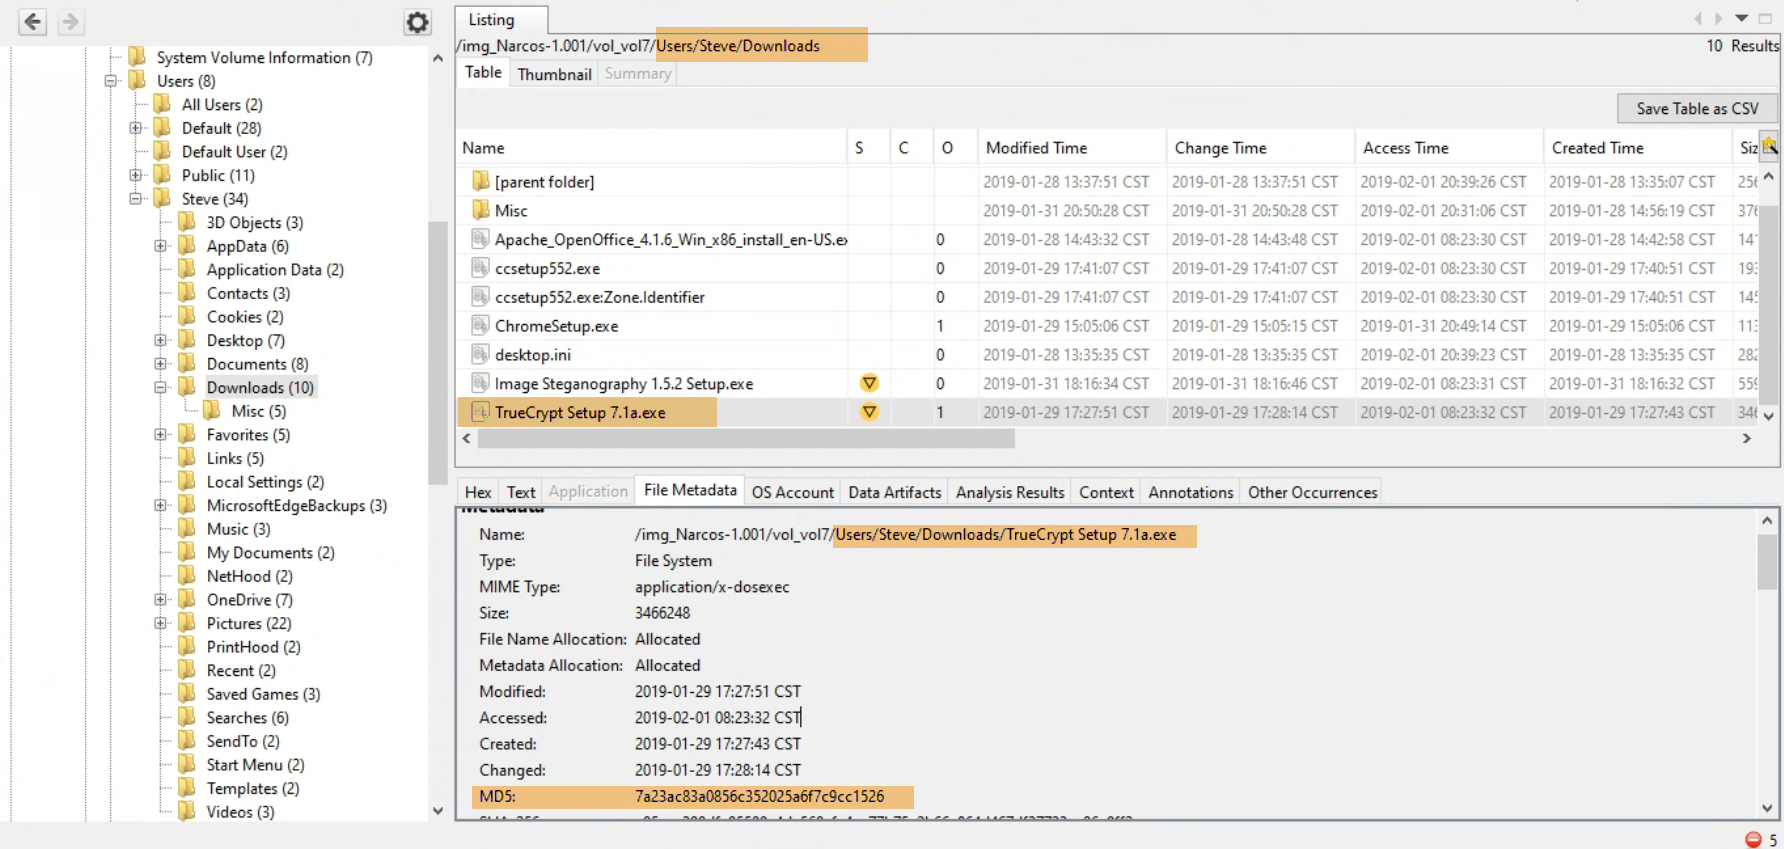 System Volume Information (7)
Users (8)
All Users (2)
Default (28)
Default User (2)
Public (11)
Steve (34)
3D Objects (3)
AppData (6)
Application Data (2)
Contacts (3)
Cookies (2)
Desktop (7)
Documents (8)
Downloads (10)
Misc (5)
Favorites (5)
Links (5)
Local Settings (2)
MicrosoftEdgeBackups (3)
Music (3)
My Documents (2)
NetHood (2)
OneDrive (7)
Pictures (22)
PrintHood (2)
Recent (2)
Saved Games (3)
Searches (6)
SendTo (2)
Start Menu (2)
Templates (2)
Videos (3)
Listing
/img_Narcos-1.001/vol_vol7/Users/Steve/Downloads 10 Results
Table Thumbnail Summary
Save Table as CSV
Name S C O Modified Time Change Time Access Time Created Time Siz
[parent folder] 2019-01-28 13:37:51 CST 2019-01-28 13:37:51 CST 2019-02-01 20:39:26 CST 2019-01-28 13:35:07 CST 256
Misc 2019-01-31 20:50:28 CST 2019-01-31 20:50:28 CST 2019-02-01 20:31:06 CST 2019-01-28 14:56:19 CST 376
Apache_OpenOffice_4.1.6_Win_x86_install_en-US.ex 0 2019-01-28 14:43:32 CST 2019-01-28 14:43:48 CST 2019-02-01 08:23:30 CST 2019-01-28 14:42:58 CST 141
ccsetup552.exe 0 2019-01-29 17:41:07 CST 2019-01-29 17:41:07 CST 2019-02-01 08:23:30 CST 2019-01-29 17:40:51 CST 193
ccsetup552.exe:Zone.Identifier 0 2019-01-29 17:41:07 CST 2019-01-29 17:41:07 CST 2019-02-01 08:23:30 CST 2019-01-29 17:40:51 CST 145
ChromeSetup.exe 1 2019-01-29 15:05:06 CST 2019-01-29 15:05:15 CST 2019-01-31 20:49:14 CST 2019-01-29 15:05:06 CST 113
desktop.ini 0 2019-01-28 13:35:35 CST 2019-01-28 13:35:35 CST 2019-02-01 20:39:23 CST 2019-01-28 13:35:35 CST 282
Image Steganography 1.5.2 Setup.exe 0 2019-01-31 18:16:34 CST 2019-01-31 18:16:46 CST 2019-02-01 08:23:31 CST 2019-01-31 18:16:32 CST 559
TrueCrypt Setup 7.1a.exe 1 2019-01-29 17:27:51 CST 2019-01-29 17:28:14 CST 2019-02-01 08:23:32 CST 2019-01-29 17:27:43 CST 346
Hex Text Application File Metadata OS Account Data Artifacts Analysis Results Context Annotations Other Occurrences
Metadata
Name: /img_Narcos-1.001/vol_vol7/Users/Steve/Downloads/TrueCrypt Setup 7.1a.exe
Type: File System
MIME Type: application/x-dosexec
Size: 3466248
File Name Allocation: Allocated
Metadata Allocation: Allocated
Modified: 2019-01-29 17:27:51 CST
Accessed: 2019-02-01 08:23:32 CST
Created: 2019-01-29 17:27:43 CST
Changed: 2019-01-29 17:28:14 CST
MD5: 7a23ac83a0856c352025a6f7c9cc1526
5